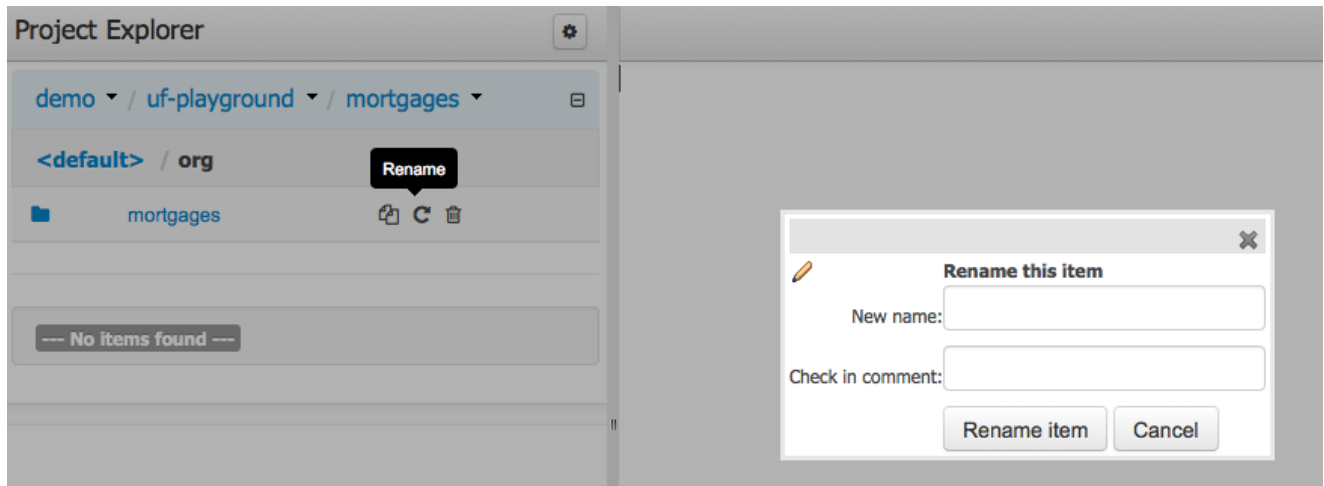 Project Explorer
demo / uf-playground / mortgages
<default> / org
Rename
mortgages
--- No items found ---
Rename this item
New name:
Check in comment:
Rename item Cancel